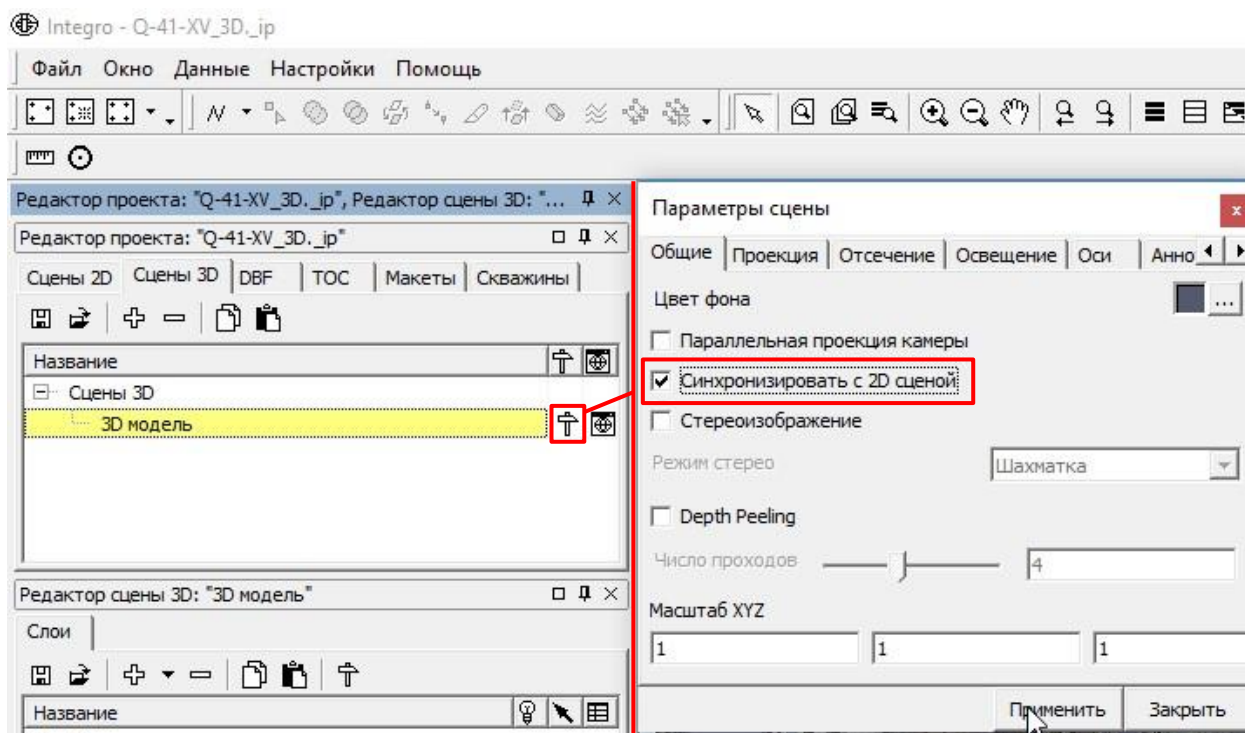 Integro - Q-41-XV_3D._ip
Файл Окно Данные Настройки Помощь
Редактор проекта: "Q-41-XV_3D._ip", Редактор сцены 3D: "...
Редактор проекта: "Q-41-XV_3D._ip"
Сцены 2D Сцены 3D DBF TOC Макеты Скважины
Название
Сцены 3D
3D модель
Редактор сцены 3D: "3D модель"
Слои
Название
Параметры сцены
Общие Проекция Отсечение Освещение Оси Анно
Цвет фона
...
Параллельная проекция камеры
Синхронизировать с 2D сценой
Стереоизображение
Режим стерео Шахматка
Depth Peeling
Число проходов 4
Масштаб XYZ
1 1 1
Применить Закрыть